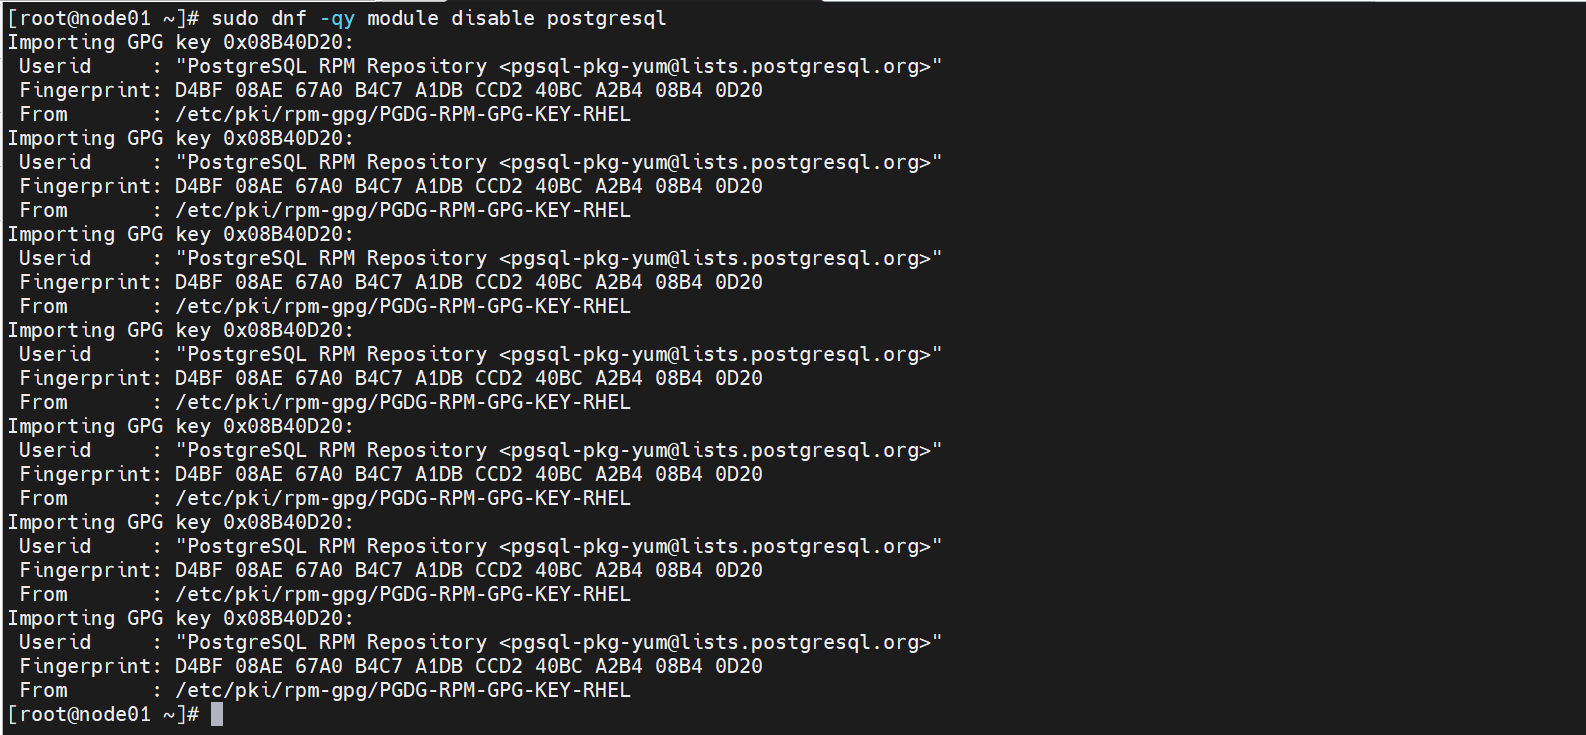 [root@node01 ~]# sudo dnf -qy module disable postgresql
Importing GPG key 0x08B40D20:
 Userid     : "PostgreSQL RPM Repository <pgsql-pkg-yum@lists.postgresql.org>"
 Fingerprint: D4BF 08AE 67A0 B4C7 A1DB CCD2 40BC A2B4 08B4 0D20
 From       : /etc/pki/rpm-gpg/PGDG-RPM-GPG-KEY-RHEL
Importing GPG key 0x08B40D20:
 Userid     : "PostgreSQL RPM Repository <pgsql-pkg-yum@lists.postgresql.org>"
 Fingerprint: D4BF 08AE 67A0 B4C7 A1DB CCD2 40BC A2B4 08B4 0D20
 From       : /etc/pki/rpm-gpg/PGDG-RPM-GPG-KEY-RHEL
Importing GPG key 0x08B40D20:
 Userid     : "PostgreSQL RPM Repository <pgsql-pkg-yum@lists.postgresql.org>"
 Fingerprint: D4BF 08AE 67A0 B4C7 A1DB CCD2 40BC A2B4 08B4 0D20
 From       : /etc/pki/rpm-gpg/PGDG-RPM-GPG-KEY-RHEL
Importing GPG key 0x08B40D20:
 Userid     : "PostgreSQL RPM Repository <pgsql-pkg-yum@lists.postgresql.org>"
 Fingerprint: D4BF 08AE 67A0 B4C7 A1DB CCD2 40BC A2B4 08B4 0D20
 From       : /etc/pki/rpm-gpg/PGDG-RPM-GPG-KEY-RHEL
Importing GPG key 0x08B40D20:
 Userid     : "PostgreSQL RPM Repository <pgsql-pkg-yum@lists.postgresql.org>"
 Fingerprint: D4BF 08AE 67A0 B4C7 A1DB CCD2 40BC A2B4 08B4 0D20
 From       : /etc/pki/rpm-gpg/PGDG-RPM-GPG-KEY-RHEL
Importing GPG key 0x08B40D20:
 Userid     : "PostgreSQL RPM Repository <pgsql-pkg-yum@lists.postgresql.org>"
 Fingerprint: D4BF 08AE 67A0 B4C7 A1DB CCD2 40BC A2B4 08B4 0D20
 From       : /etc/pki/rpm-gpg/PGDG-RPM-GPG-KEY-RHEL
Importing GPG key 0x08B40D20:
 Userid     : "PostgreSQL RPM Repository <pgsql-pkg-yum@lists.postgresql.org>"
 Fingerprint: D4BF 08AE 67A0 B4C7 A1DB CCD2 40BC A2B4 08B4 0D20
 From       : /etc/pki/rpm-gpg/PGDG-RPM-GPG-KEY-RHEL
[root@node01 ~]#